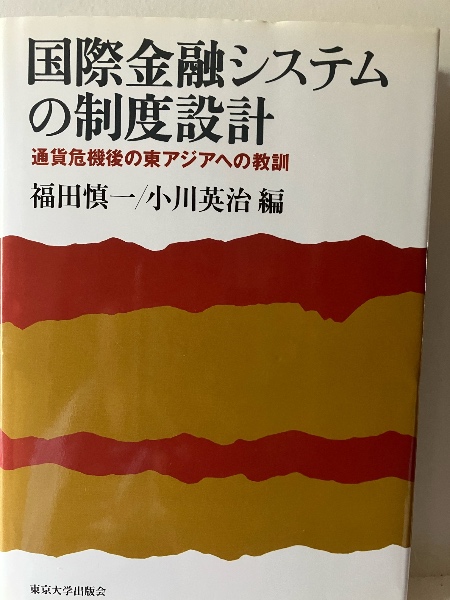 国際金融システム
の制度設計
通貨危機後の東アジアへの教訓
福田慎一/小川英治 編
東京大学出版会